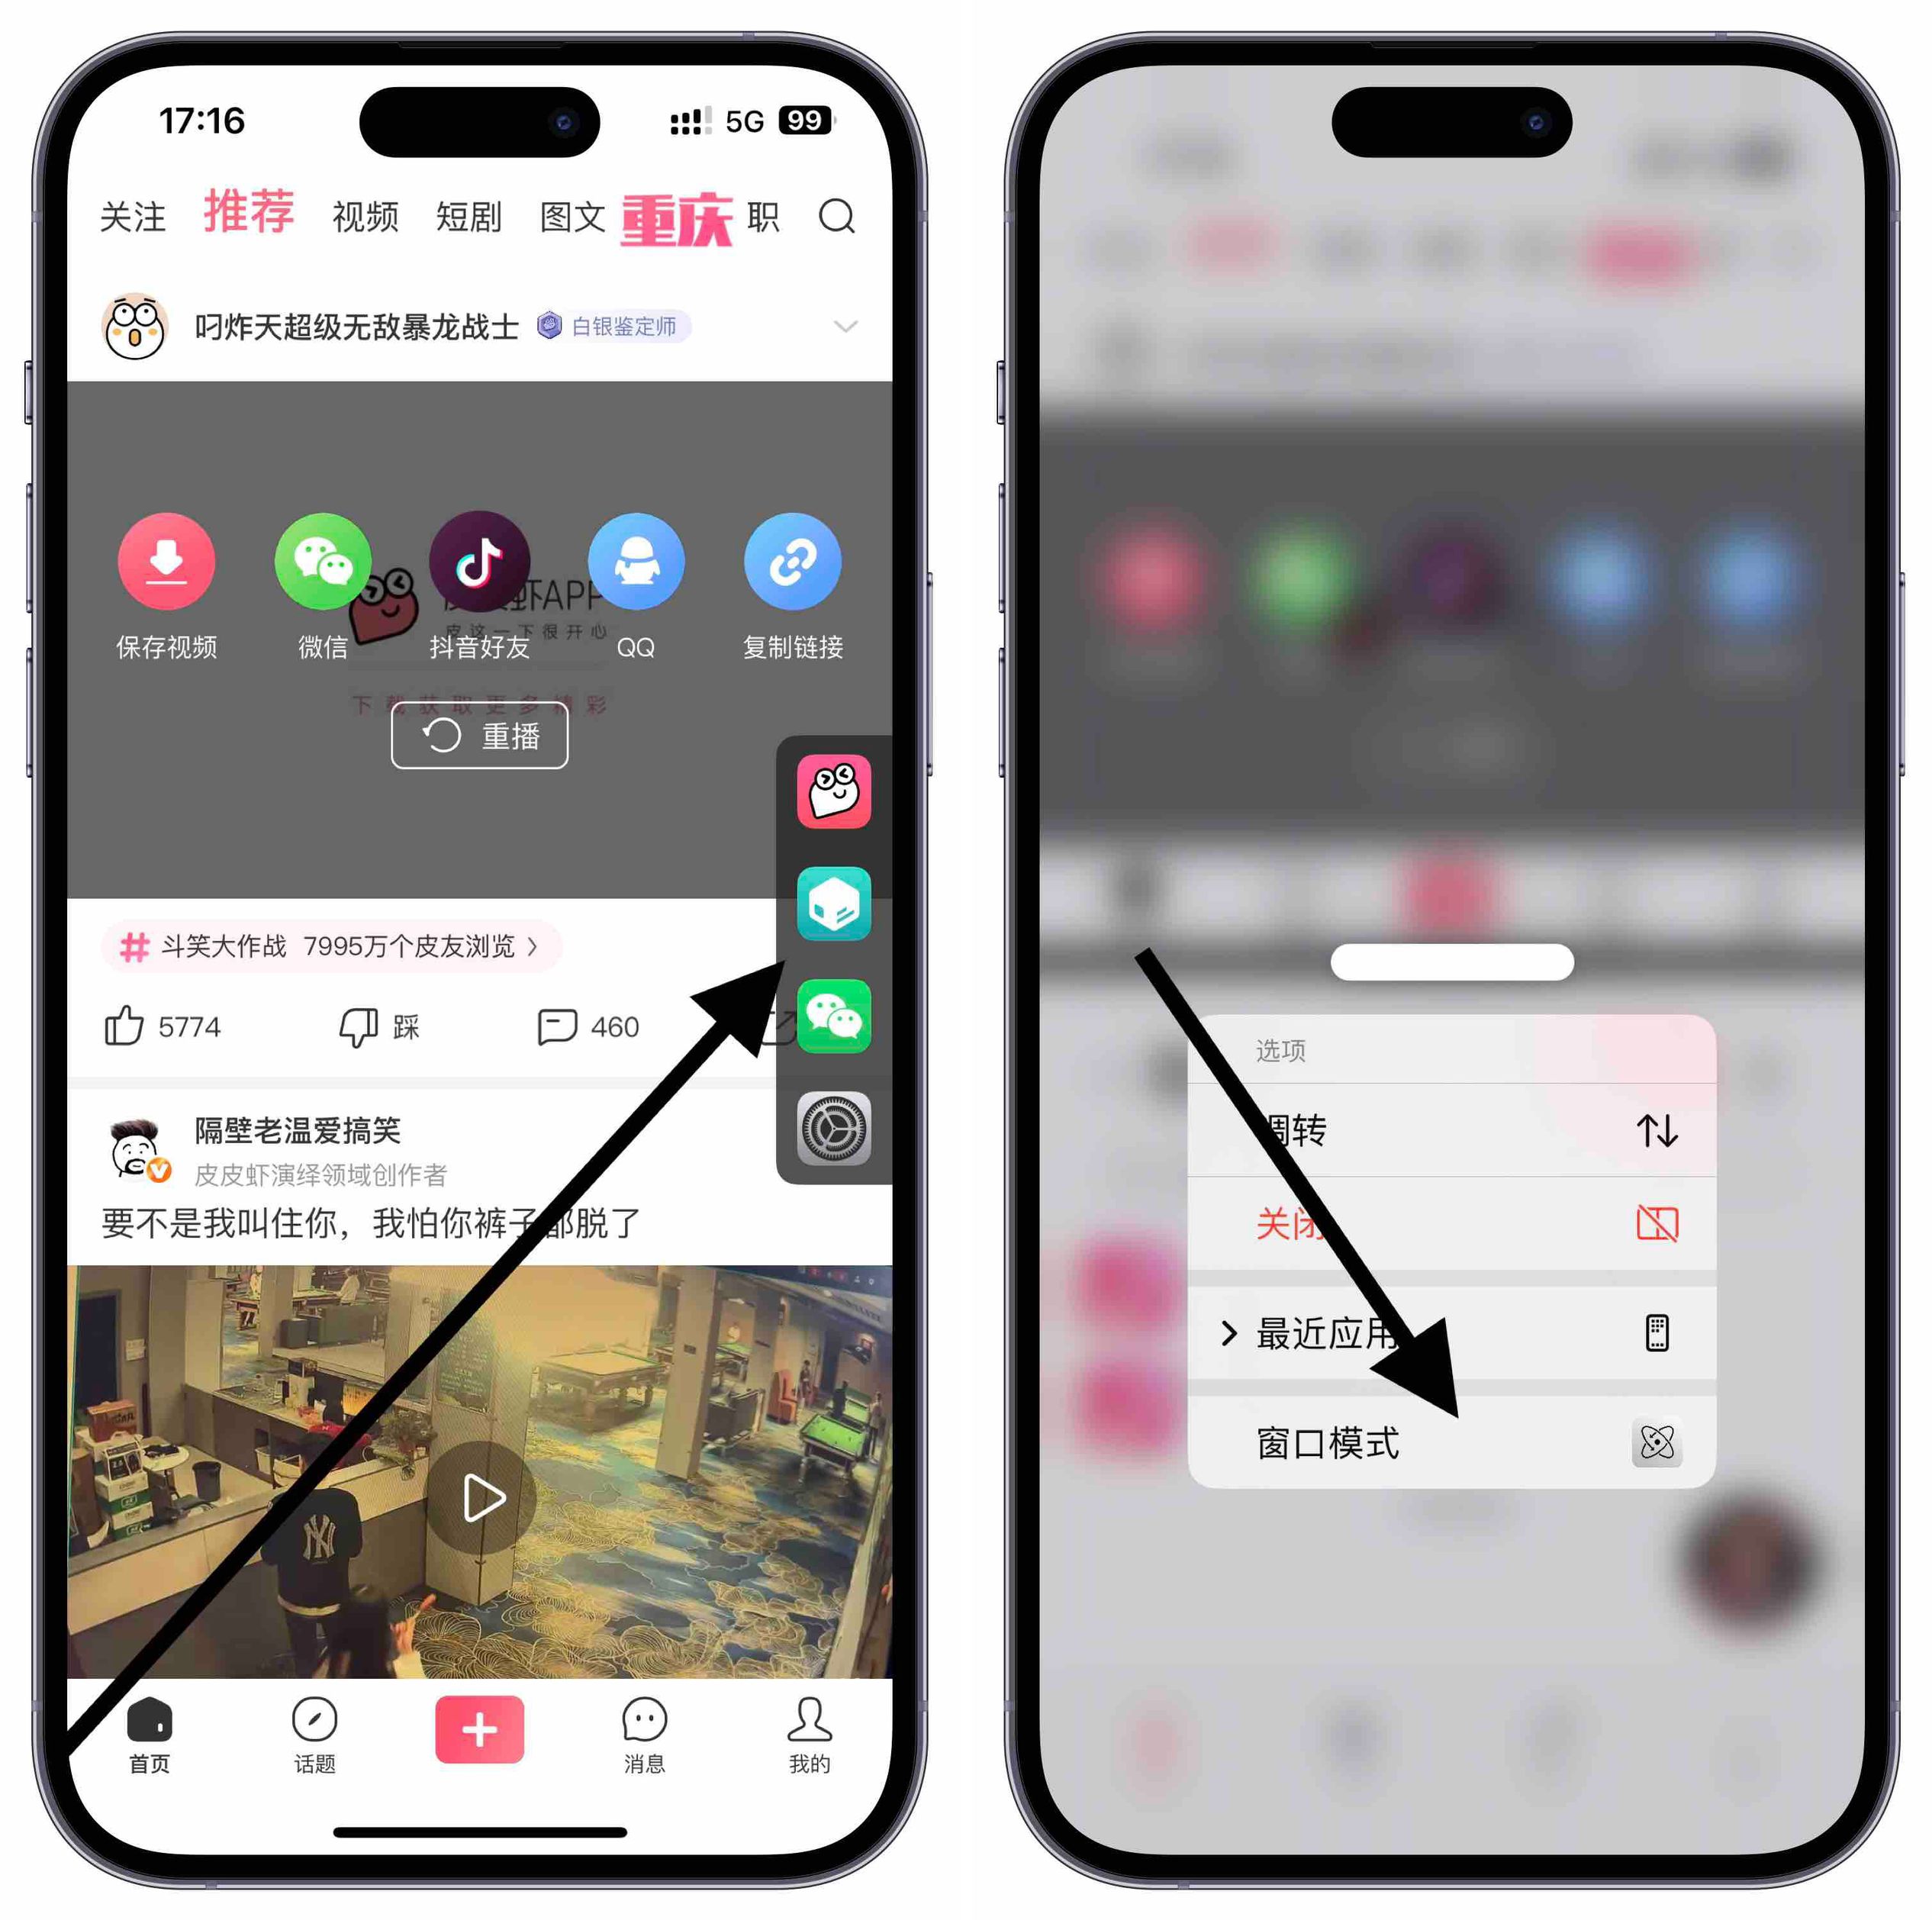 17:16 5G 99
关注 推荐 视频 短剧 图文 重庆 职
叼炸天超级无敌暴龙战士 白银鉴定师
虾APP
皮这一下很开心
保存视频 微信 抖音好友 QQ 复制链接
下载获取更多精彩
重播
# 斗笑大作战 7995万个皮友浏览
5774 踩 460
隔壁老温爱搞笑
皮皮虾演绎领域创作者
要不是我叫住你，我怕你裤子都脱了
NY
首页 话题 消息 我的
选项
调转
关闭
最近应用
窗口模式